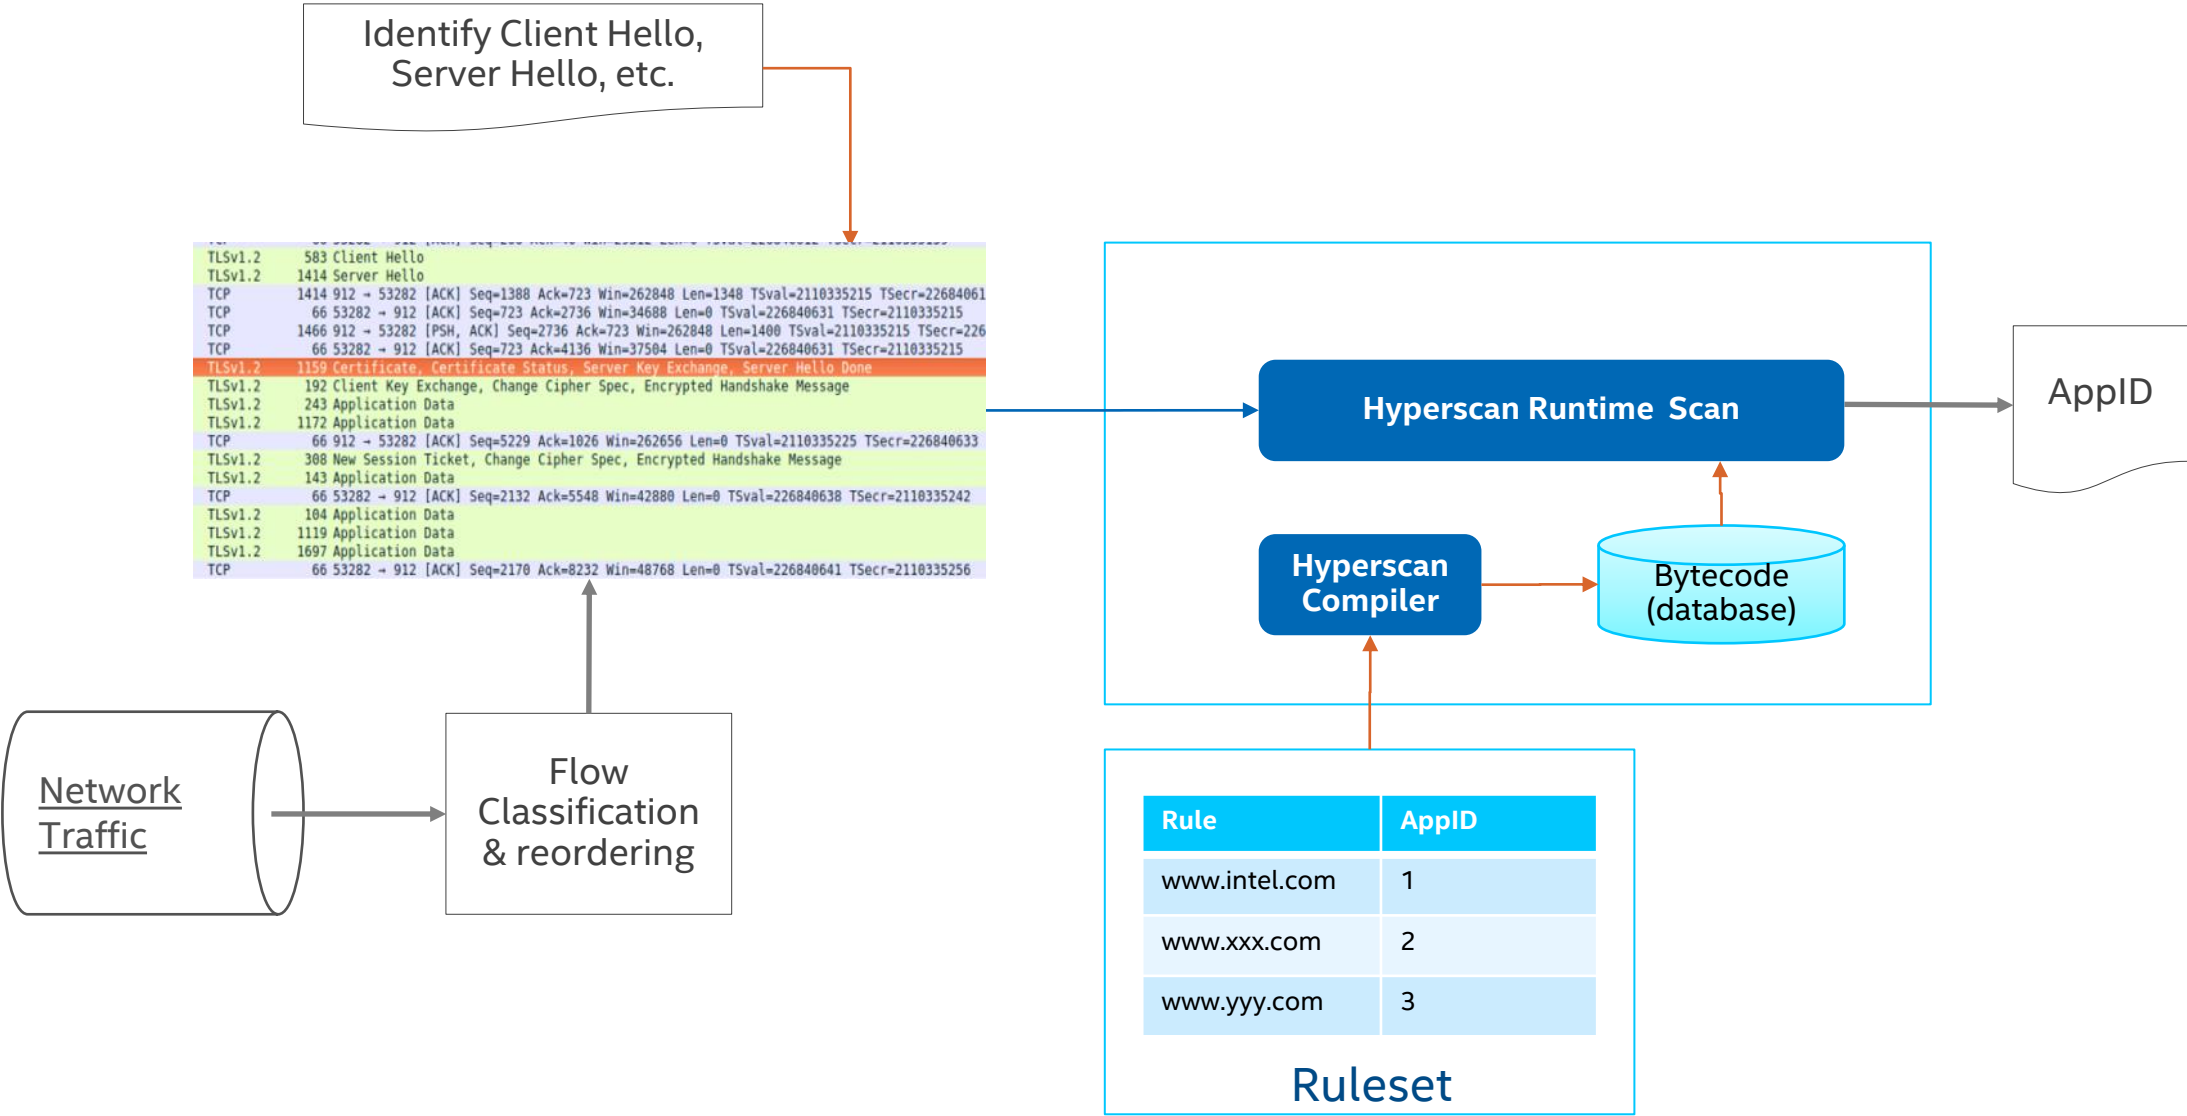 Identify Client Hello,
Server Hello, etc.
TLSv1.2 583 Client Hello
TLSv1.2 1414 Server Hello
TCP 1414 912 → 53282 [ACK] Seq=1388 Ack=723 Win=262848 Len=1348 TSval=2110335215 TSecr=22684061
TCP 66 53282 → 912 [ACK] Seq=723 Ack=2736 Win=34688 Len=0 TSval=226840631 TSecr=2110335215
TCP 1466 912 → 53282 [PSH, ACK] Seq=2736 Ack=723 Win=262848 Len=1400 TSval=2110335215 TSecr=226
TCP 66 53282 → 912 [ACK] Seq=723 Ack=4136 Win=37504 Len=0 TSval=226840631 TSecr=2110335215
TLSv1.2 1159 Certificate, Certificate Status, Server Key Exchange, Server Hello Done
TLSv1.2 192 Client Key Exchange, Change Cipher Spec, Encrypted Handshake Message
TLSv1.2 243 Application Data
TLSv1.2 1172 Application Data
TCP 66 912 → 53282 [ACK] Seq=5229 Ack=1026 Win=262656 Len=0 TSval=2110335225 TSecr=226840633
TLSv1.2 308 New Session Ticket, Change Cipher Spec, Encrypted Handshake Message
TLSv1.2 143 Application Data
TCP 66 53282 → 912 [ACK] Seq=2132 Ack=5548 Win=42880 Len=0 TSval=226840638 TSecr=2110335242
TLSv1.2 104 Application Data
TLSv1.2 1119 Application Data
TLSv1.2 1697 Application Data
TCP 66 53282 → 912 [ACK] Seq=2170 Ack=8232 Win=48768 Len=0 TSval=226840641 TSecr=2110335256
Hyperscan Runtime Scan
AppID
Hyperscan
Compiler
Bytecode
(database)
Network
Traffic
Flow
Classification
& reordering
Rule AppID
www.intel.com 1
www.xxx.com 2
www.yyy.com 3
Ruleset